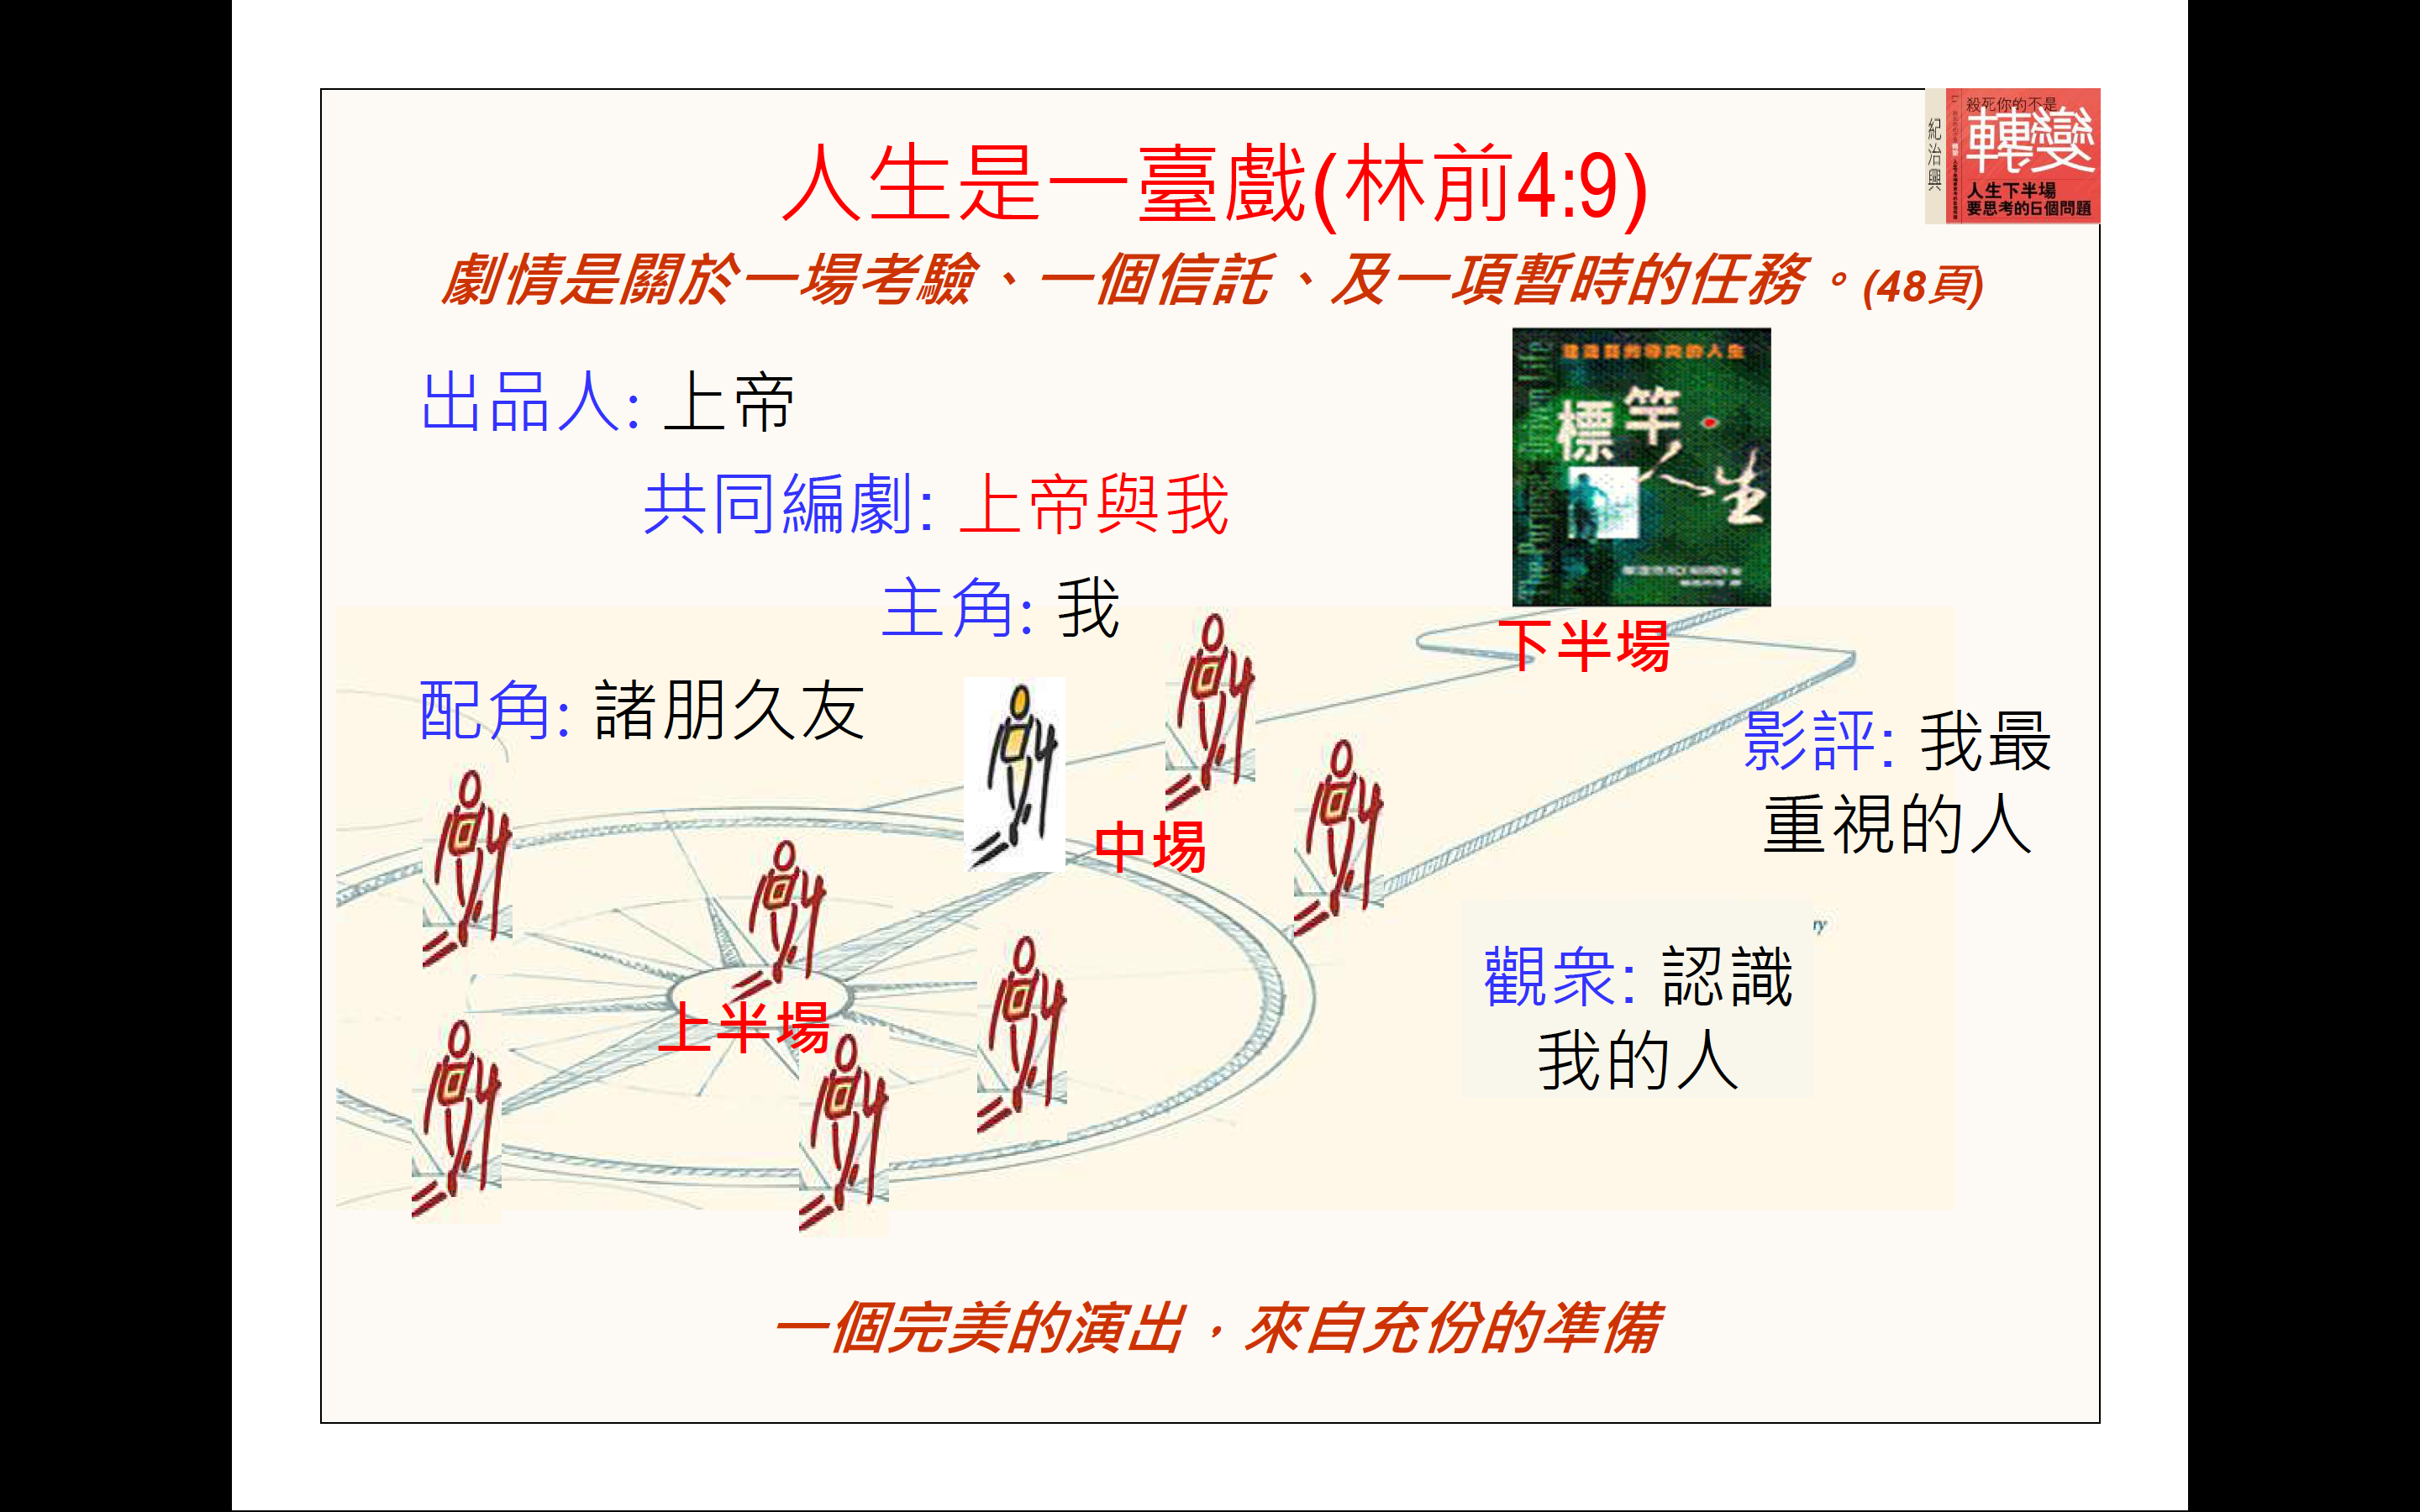 人生是一臺戲(林前4:9)
劇情是關於一場考驗、一個信託、及一項暫時的任務。(48頁)
紀治興
殺死你的不是
轉變
人生下半場
要思考的6個問題
出品人: 上帝
共同編劇: 上帝與我
主角: 我
配角: 諸朋久友
標竿人生
The Purpose Driven Life
下半場
中場
上半場
影評: 我最
重視的人
觀眾: 認識
我的人
ry
一個完美的演出，來自充份的準備